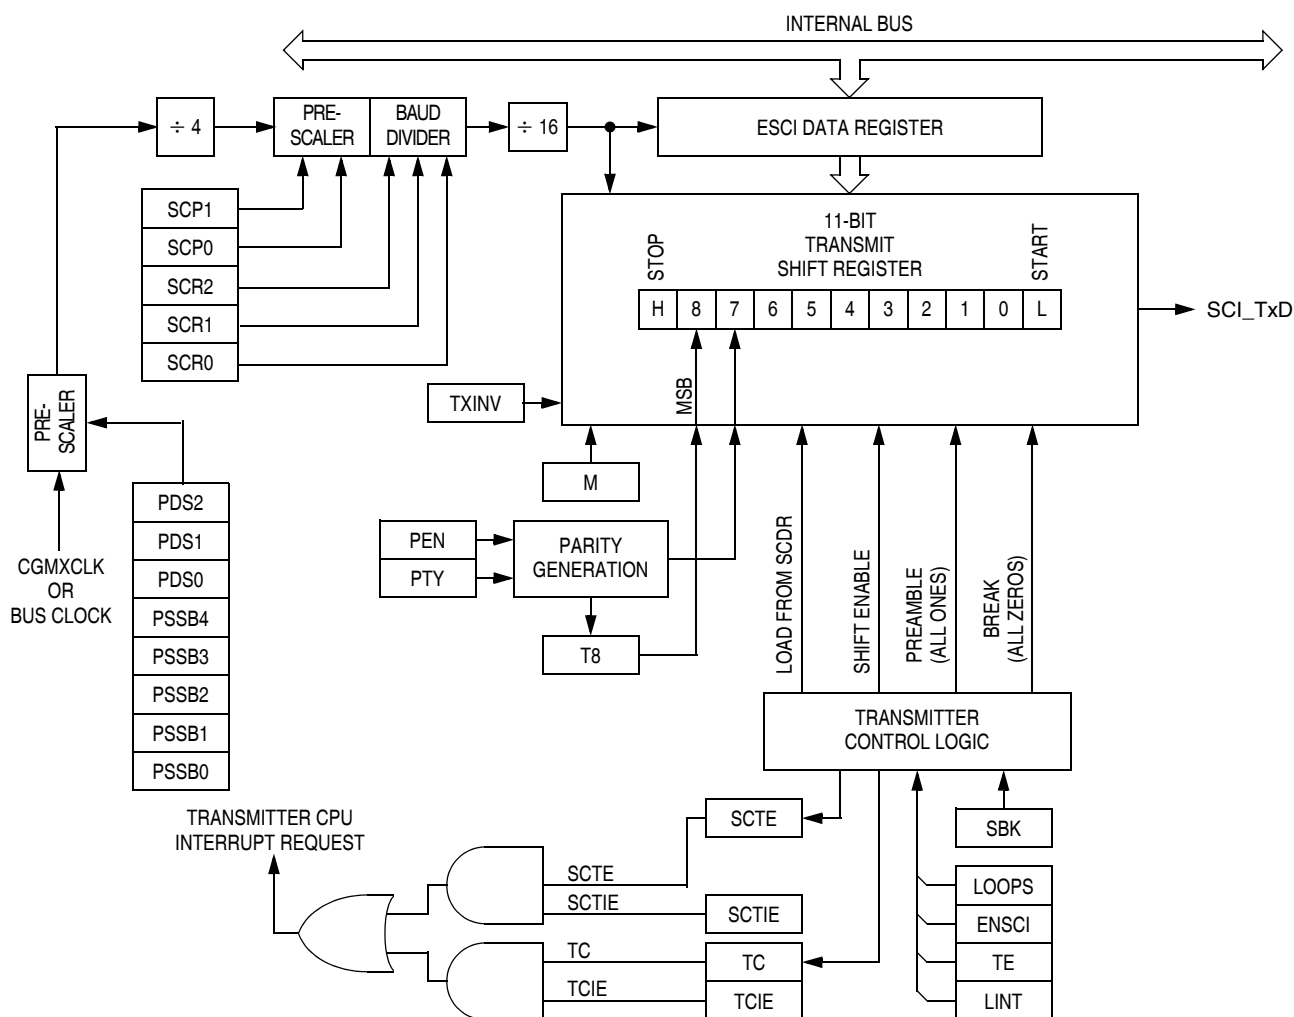 INTERNAL BUS
÷ 4
PRE-
SCALER
BAUD
DIVIDER
÷ 16
ESCI DATA REGISTER
SCP1
SCP0
SCR2
SCR1
SCR0
11-BIT
TRANSMIT
SHIFT REGISTER
STOP
START
H 8 7 6 5 4 3 2 1 0 L
SCI_TxD
MSB
TXINV
M
PRE-
SCALER
CGMXCLK
OR
BUS CLOCK
PDS2
PDS1
PDS0
PSSB4
PSSB3
PSSB2
PSSB1
PSSB0
PEN
PTY
PARITY
GENERATION
T8
LOAD FROM SCDR
SHIFT ENABLE
PREAMBLE
(ALL ONES)
BREAK
(ALL ZEROS)
TRANSMITTER
CONTROL LOGIC
TRANSMITTER CPU
INTERRUPT REQUEST
SCTE
SBK
SCTE
SCTIE
SCTIE
TC
TC
TCIE
TCIE
LOOPS
ENSCI
TE
LINT